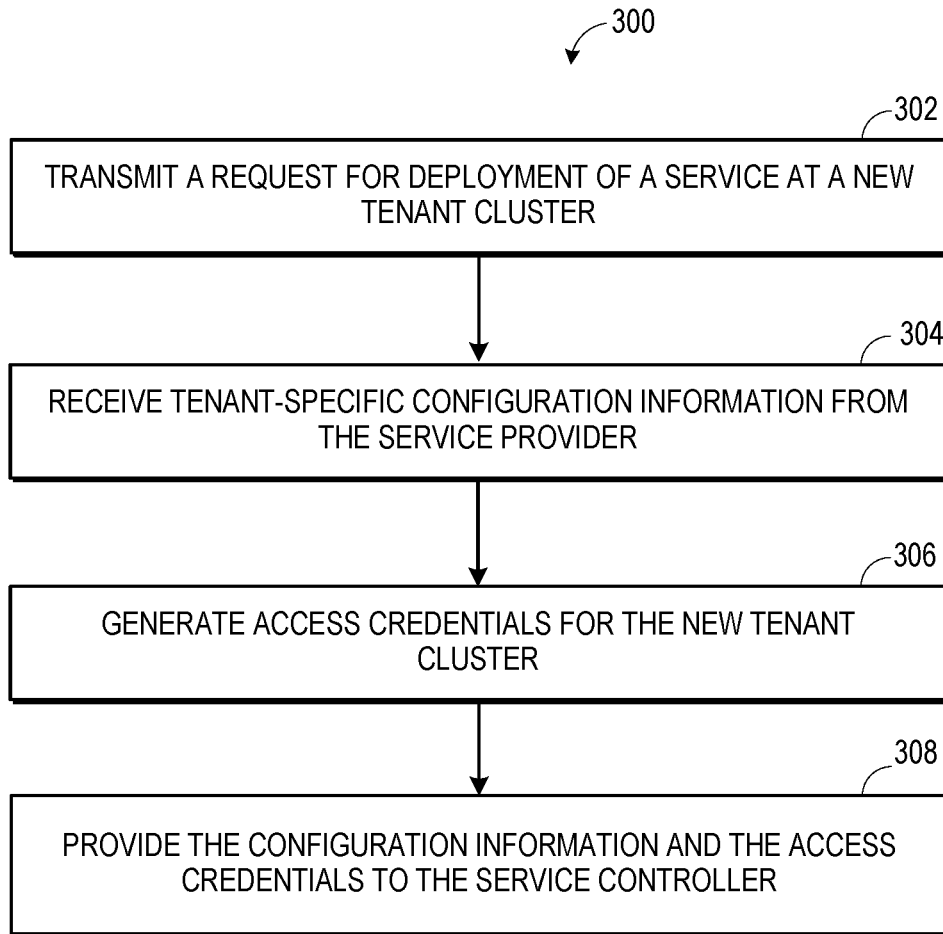 300
302
TRANSMIT A REQUEST FOR DEPLOYMENT OF A SERVICE AT A NEW
TENANT CLUSTER
304
RECEIVE TENANT-SPECIFIC CONFIGURATION INFORMATION FROM
THE SERVICE PROVIDER
306
GENERATE ACCESS CREDENTIALS FOR THE NEW TENANT
CLUSTER
308
PROVIDE THE CONFIGURATION INFORMATION AND THE ACCESS
CREDENTIALS TO THE SERVICE CONTROLLER